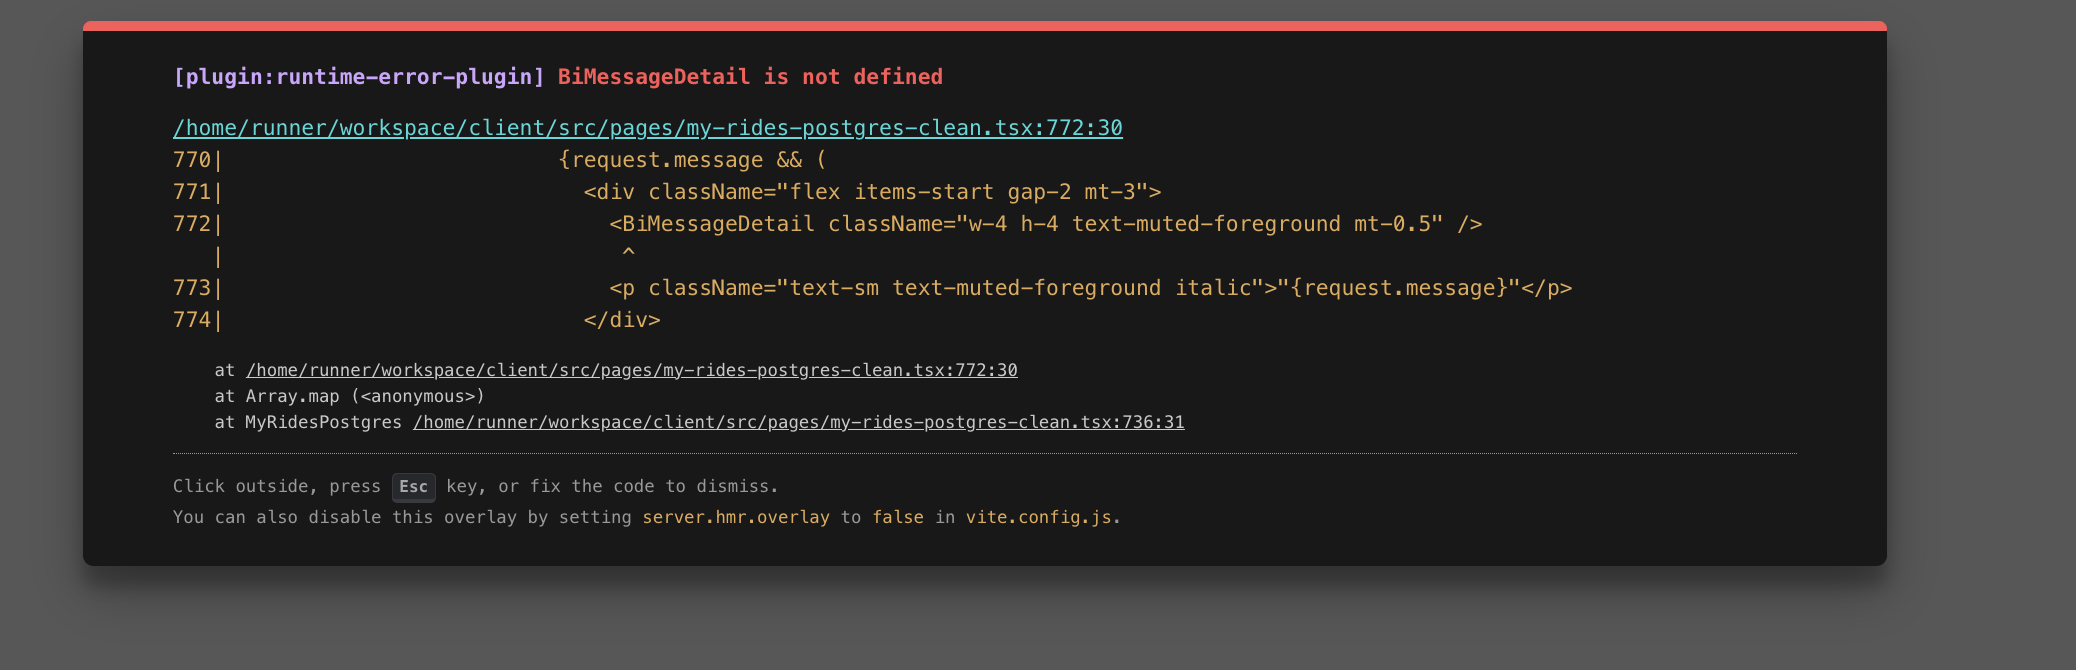 [plugin:runtime-error-plugin] BiMessageDetail is not defined
/home/runner/workspace/client/src/pages/my-rides-postgres-clean.tsx:772:30
770|                          {request.message && (
771|                            <div className="flex items-start gap-2 mt-3">
772|                              <BiMessageDetail className="w-4 h-4 text-muted-foreground mt-0.5" />
   |                               ^
773|                              <p className="text-sm text-muted-foreground italic">"{request.message}"</p>
774|                            </div>
at /home/runner/workspace/client/src/pages/my-rides-postgres-clean.tsx:772:30
at Array.map (<anonymous>)
at MyRidesPostgres /home/runner/workspace/client/src/pages/my-rides-postgres-clean.tsx:736:31
Click outside, press Esc key, or fix the code to dismiss.
You can also disable this overlay by setting server.hmr.overlay to false in vite.config.js.